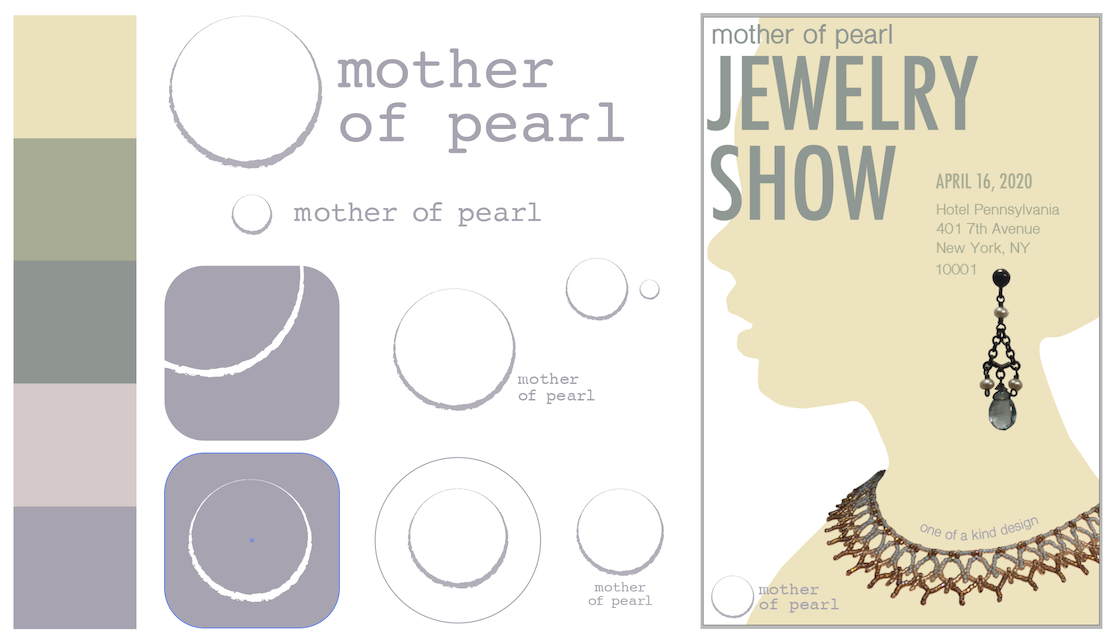 mother
of pearl
mother of pearl
mother
of pearl
mother
of pearl
mother of pearl
JEWELRY
SHOW
APRIL 16, 2020
Hotel Pennsylvania
401 7th Avenue
New York, NY
10001
one of a kind design
mother
of pearl